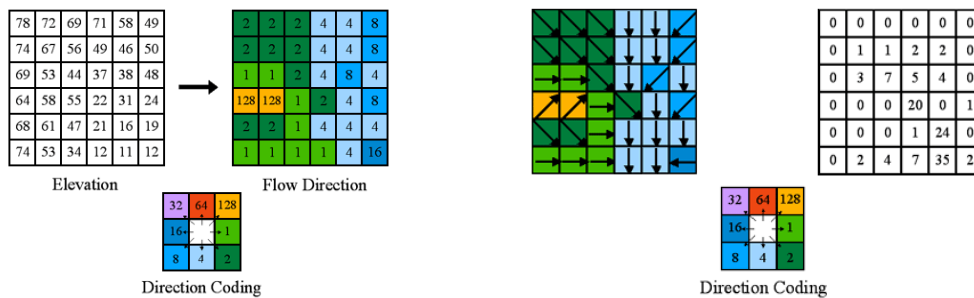 78 72 69 71 58 49
74 67 56 49 46 50
69 53 44 37 38 48
64 58 55 22 31 24
68 61 47 21 16 19
74 53 34 12 11 12
Elevation
2 2 2 4 4 8
2 2 2 4 4 8
1 1 2 4 8 4
128 128 1 2 4 8
2 2 1 4 4 4
1 1 1 1 4 16
Flow Direction
32 64 128
16 1
8 4 2
Direction Coding
0 0 0 0 0 0
0 1 1 2 2 0
0 3 7 5 4 0
0 0 0 20 0 1
0 0 0 1 24 0
0 2 4 7 35 2
32 64 128
16 1
8 4 2
Direction Coding